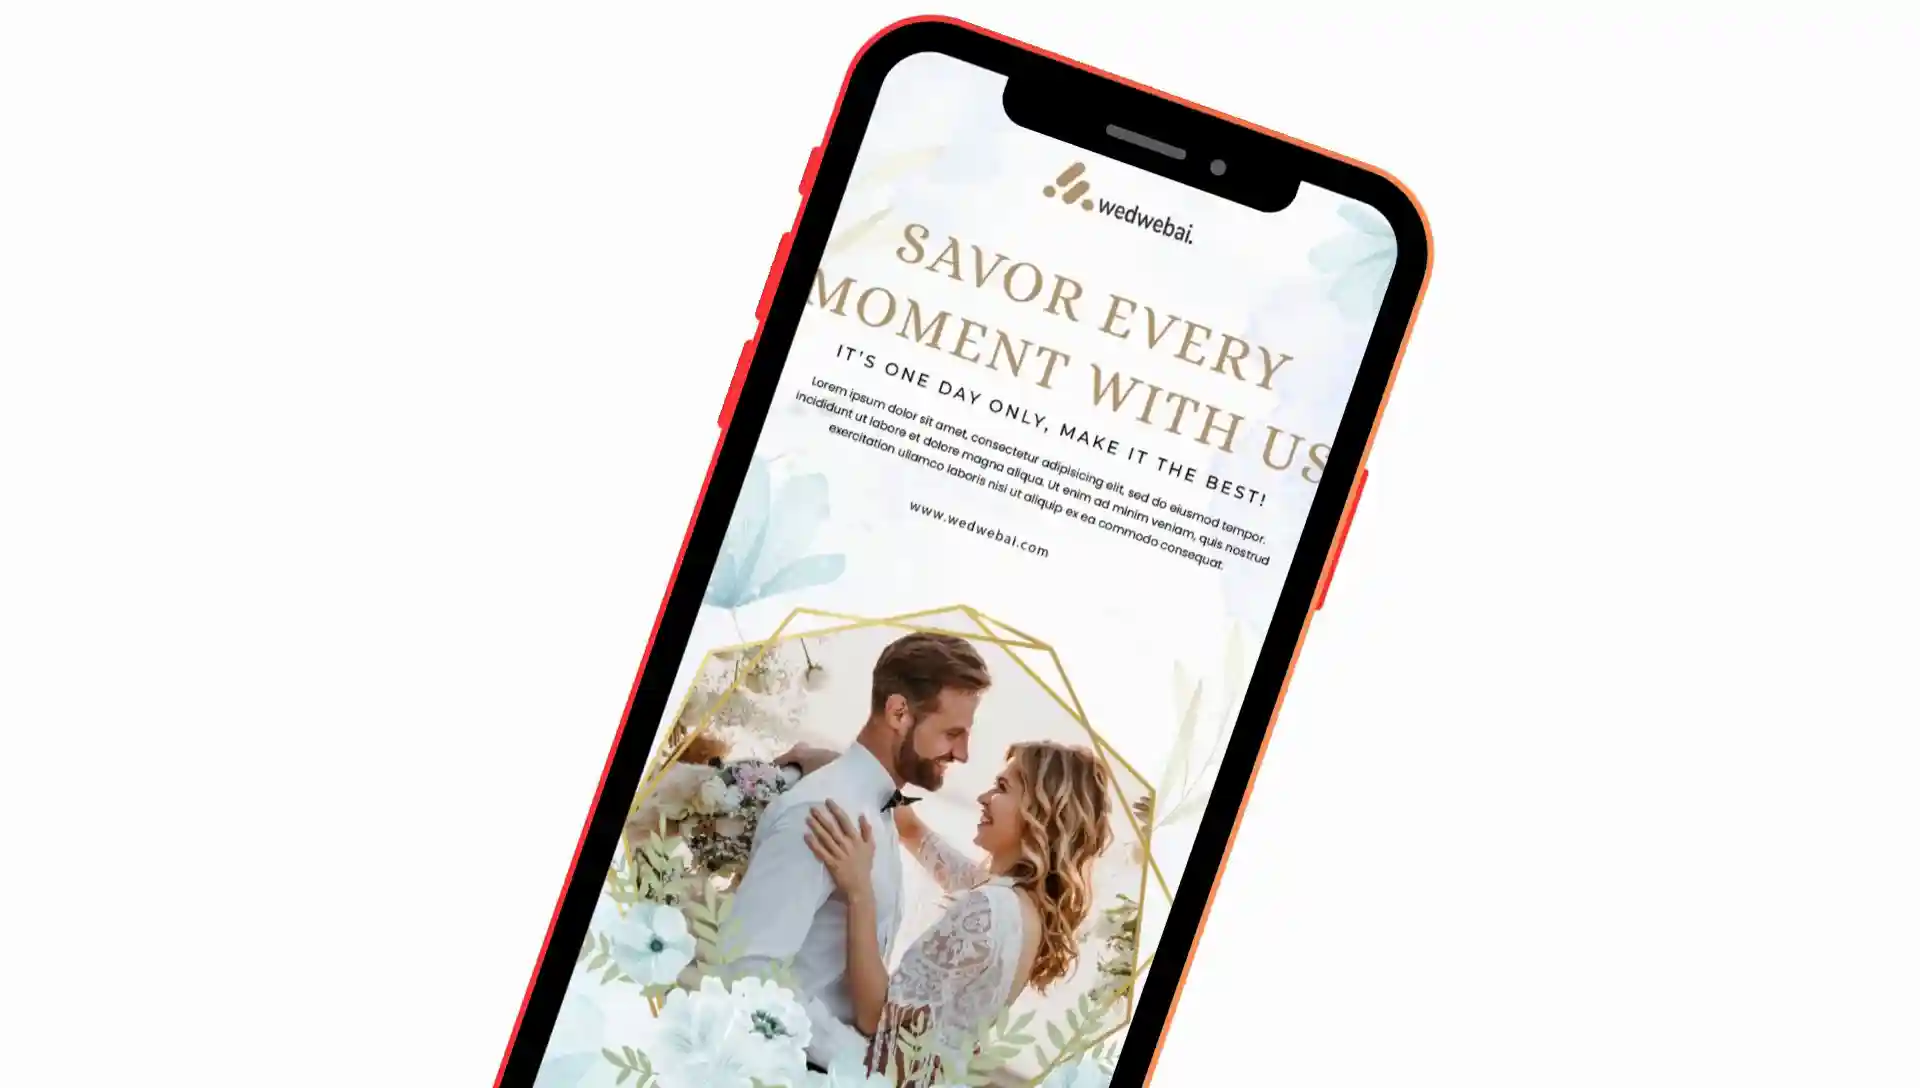 wedwebai.
SAVOR EVERY
MOMENT WITH US
IT'S ONE DAY ONLY, MAKE IT THE BEST!
Lorem ipsum dolor sit amet, consectetur adipisicing elit, sed do eiusmod tempor.
incididunt ut labore et dolore magna aliqua. Ut enim ad minim veniam, quis nostrud
exercitation ullamco laboris nisi ut aliquip ex ea commodo consequat.
www.wedwebai.com